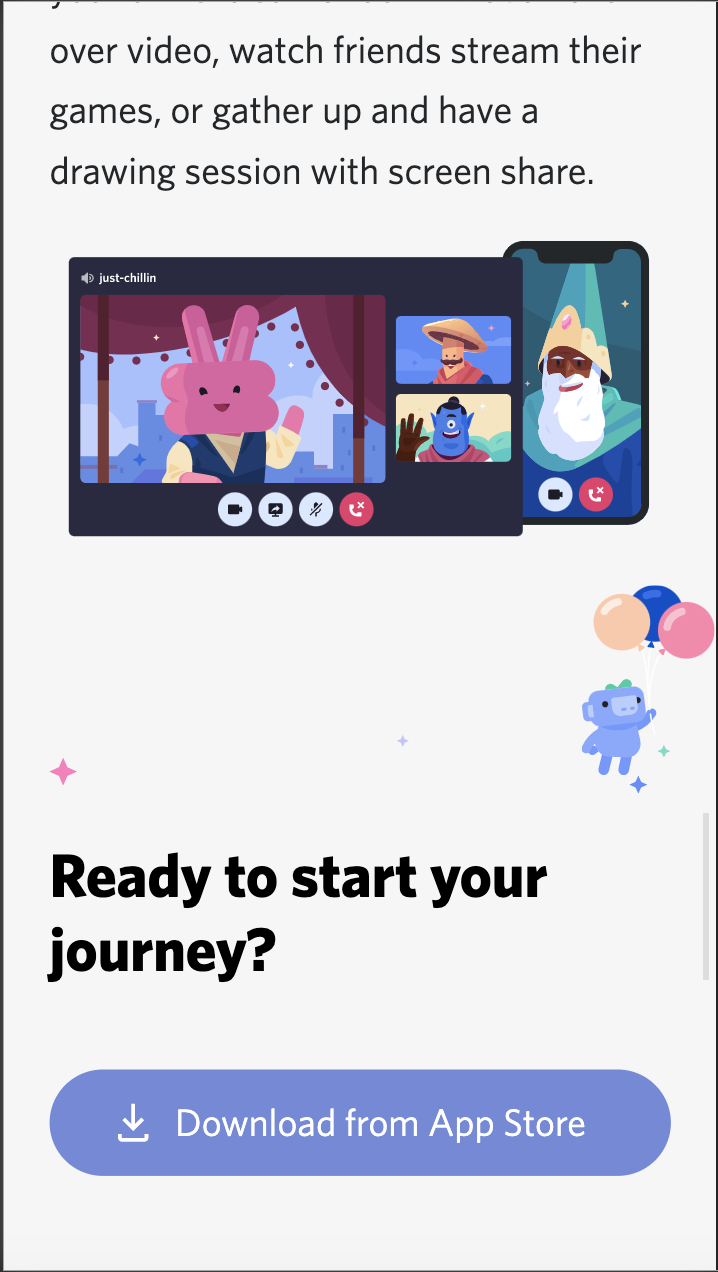 over video, watch friends stream their
games, or gather up and have a
drawing session with screen share.
just-chillin
Ready to start your
journey?
Download from App Store